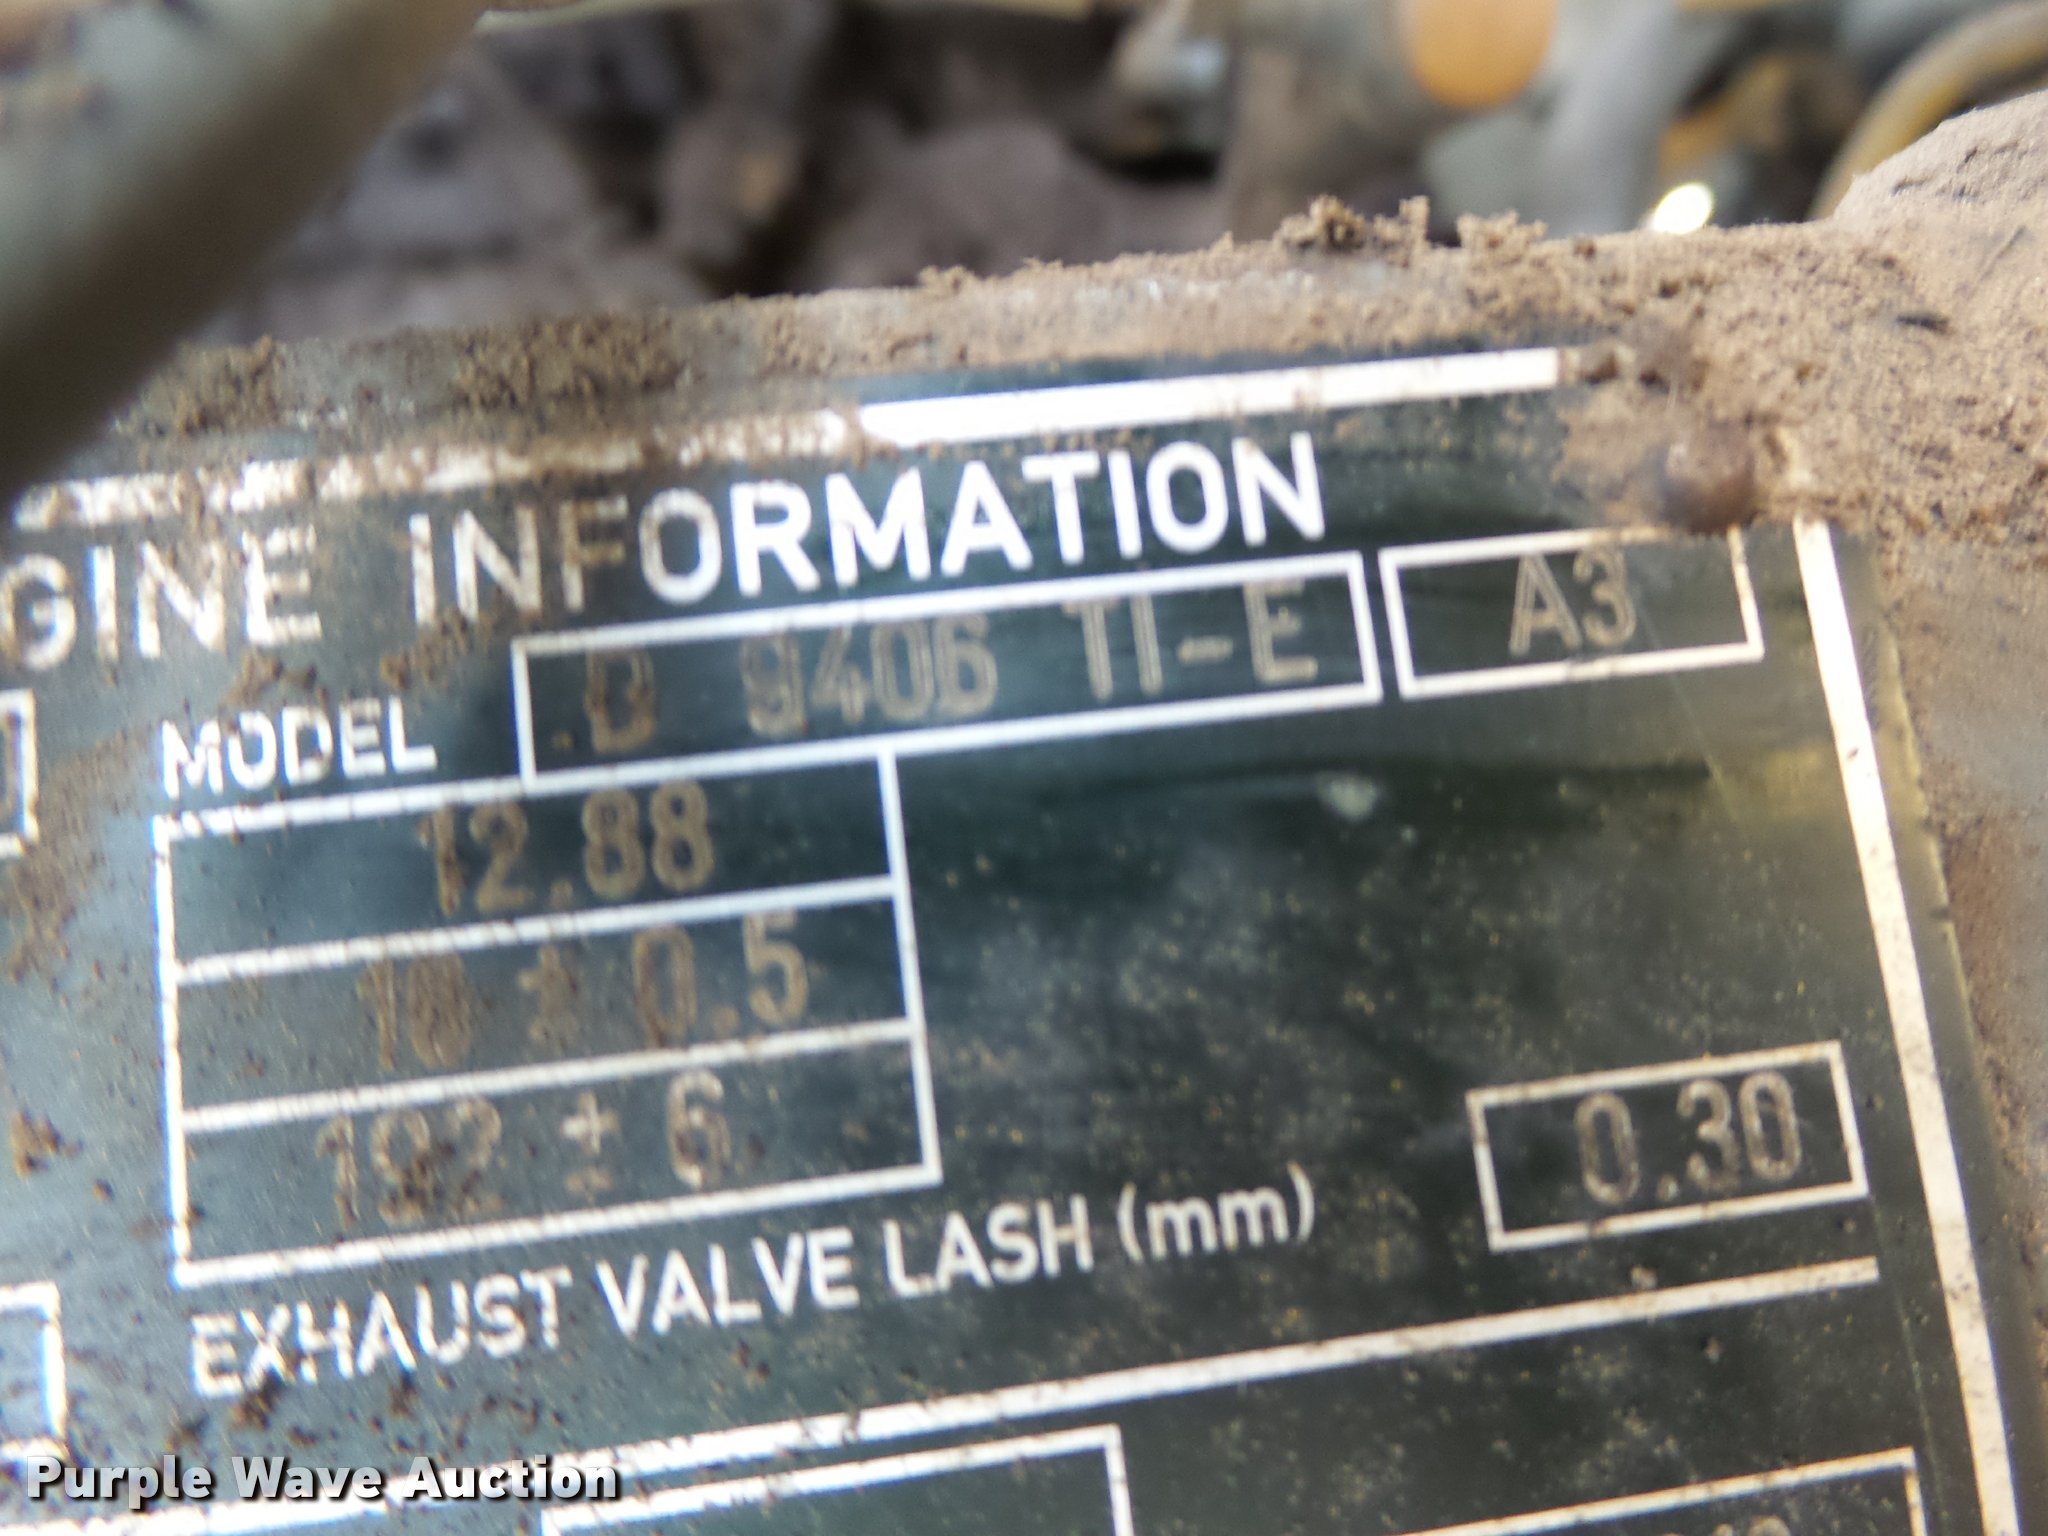 GINE INFORMATION
MODEL D 9406 TI-E A3
12.88
18 ± 0.5
192 ± 6
EXHAUST VALVE LASH (mm) 0.30
Purple Wave Auction